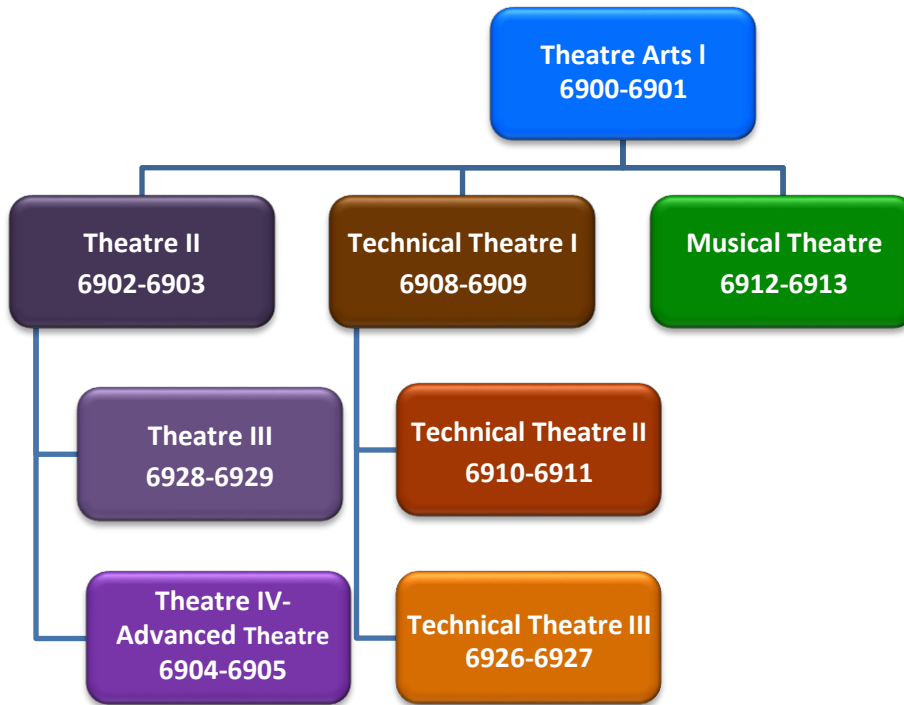 Theatre Arts l
6900-6901
Theatre II
6902-6903
Technical Theatre I
6908-6909
Musical Theatre
6912-6913
Theatre III
6928-6929
Technical Theatre II
6910-6911
Theatre IV-
Advanced Theatre
6904-6905
Technical Theatre III
6926-6927